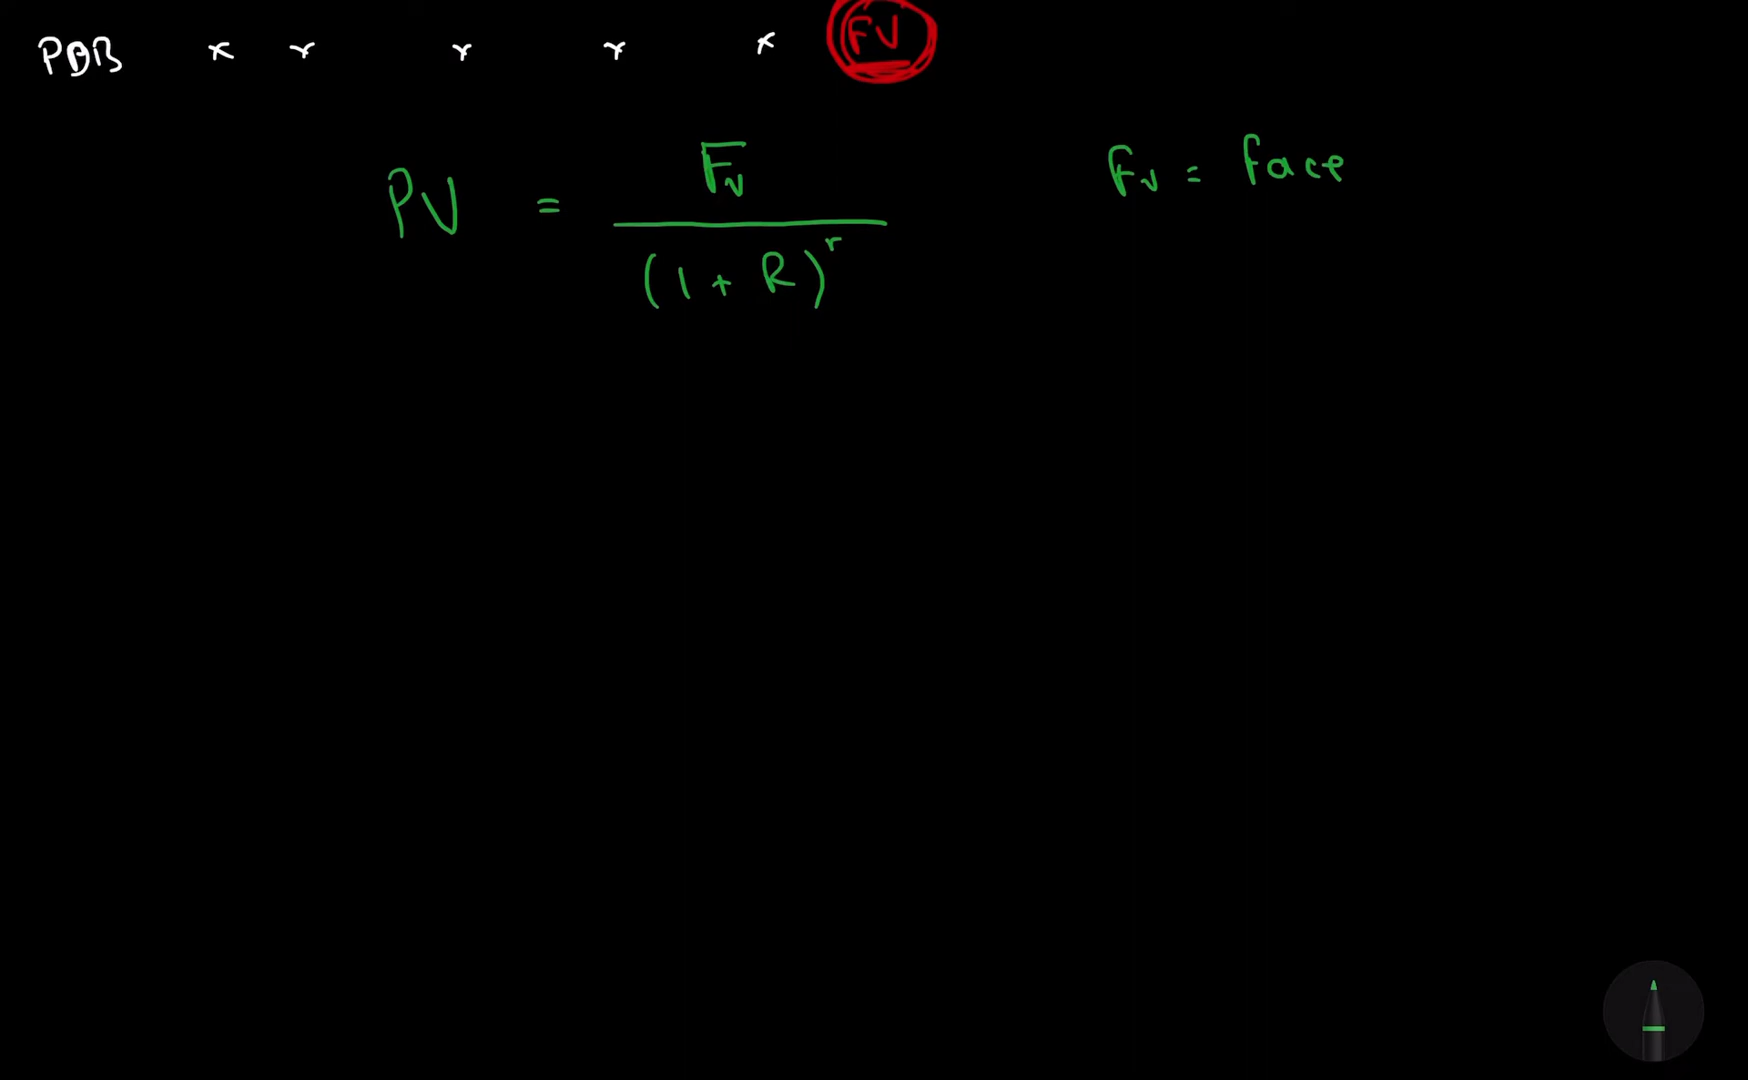 PDB x x x x x FV
PV = Fv / (1 + R)^r
Fv = face